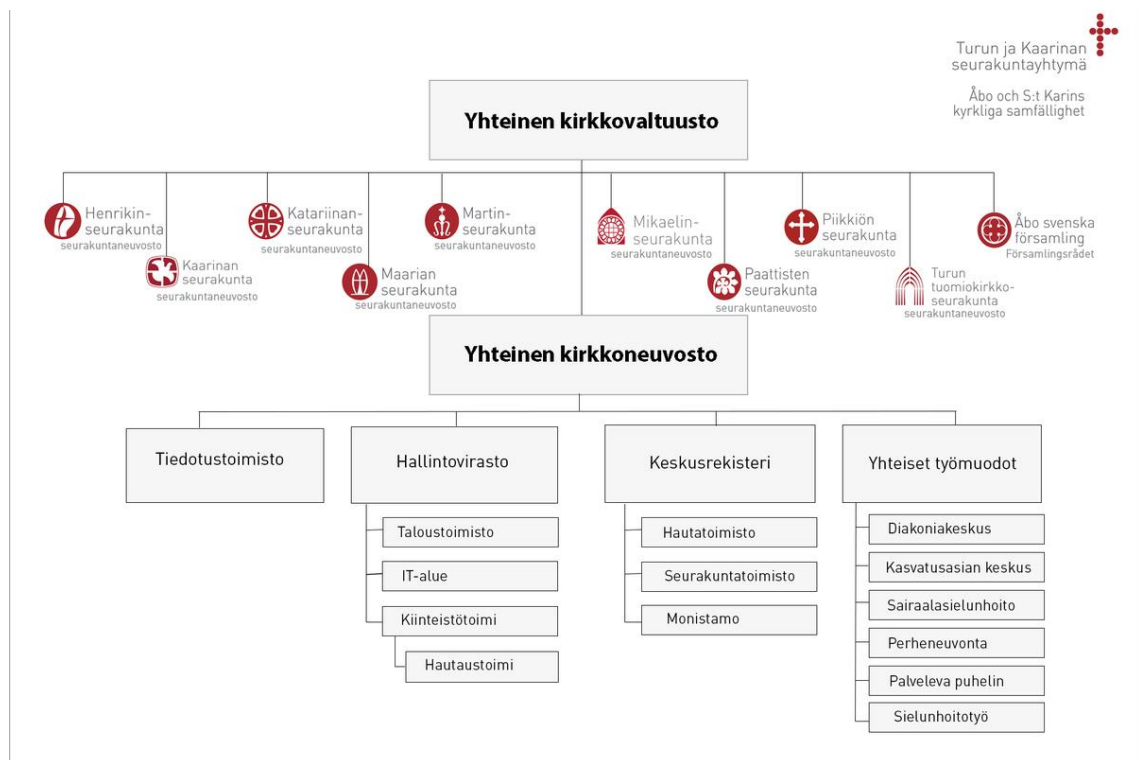 Turun ja Kaarinan
seurakuntayhtymä
Åbo och S:t Karins
kyrkliga samfällighet
Yhteinen kirkkovaltuusto
Henrikin-
seurakunta
seurakuntaneuvosto
Kaarinan
seurakunta
seurakuntaneuvosto
Katariinan-
seurakunta
seurakuntaneuvosto
Maarian
seurakunta
seurakuntaneuvosto
Martin-
seurakunta
seurakuntaneuvosto
Mikaelin-
seurakunta
seurakuntaneuvosto
Paattisten
seurakunta
seurakuntaneuvosto
Piikkiön
seurakunta
seurakuntaneuvosto
Turun
tuomiokirkko-
seurakunta
seurakuntaneuvosto
Åbo svenska
församling
Församlingsrådet
Yhteinen kirkkoneuvosto
Tiedotustoimisto
Hallintovirasto
Taloustoimisto
IT-alue
Kiinteistötoimi
Hautaustoimi
Keskusrekisteri
Hautatoimisto
Seurakuntatoimisto
Monistamo
Yhteiset työmuodot
Diakoniakeskus
Kasvatusasian keskus
Sairaalasielunhoito
Perheneuvonta
Palveleva puhelin
Sielunhoitotyö